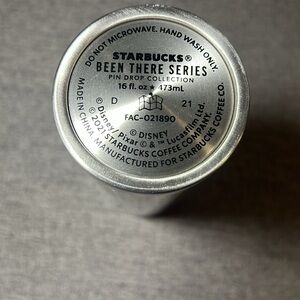 DO NOT MICROWAVE. HAND WASH ONLY.
STARBUCKS®
BEEN THERE SERIES
PIN DROP COLLECTION
16 fl. oz ★ 473mL
D 21
FAC-021890
© DISNEY
© Disney/Pixar © & ™ Lucasfilm Ltd.
© 2021 STARBUCKS COFFEE COMPANY.
MADE IN CHINA. MANUFACTURED FOR STARBUCKS COFFEE CO.